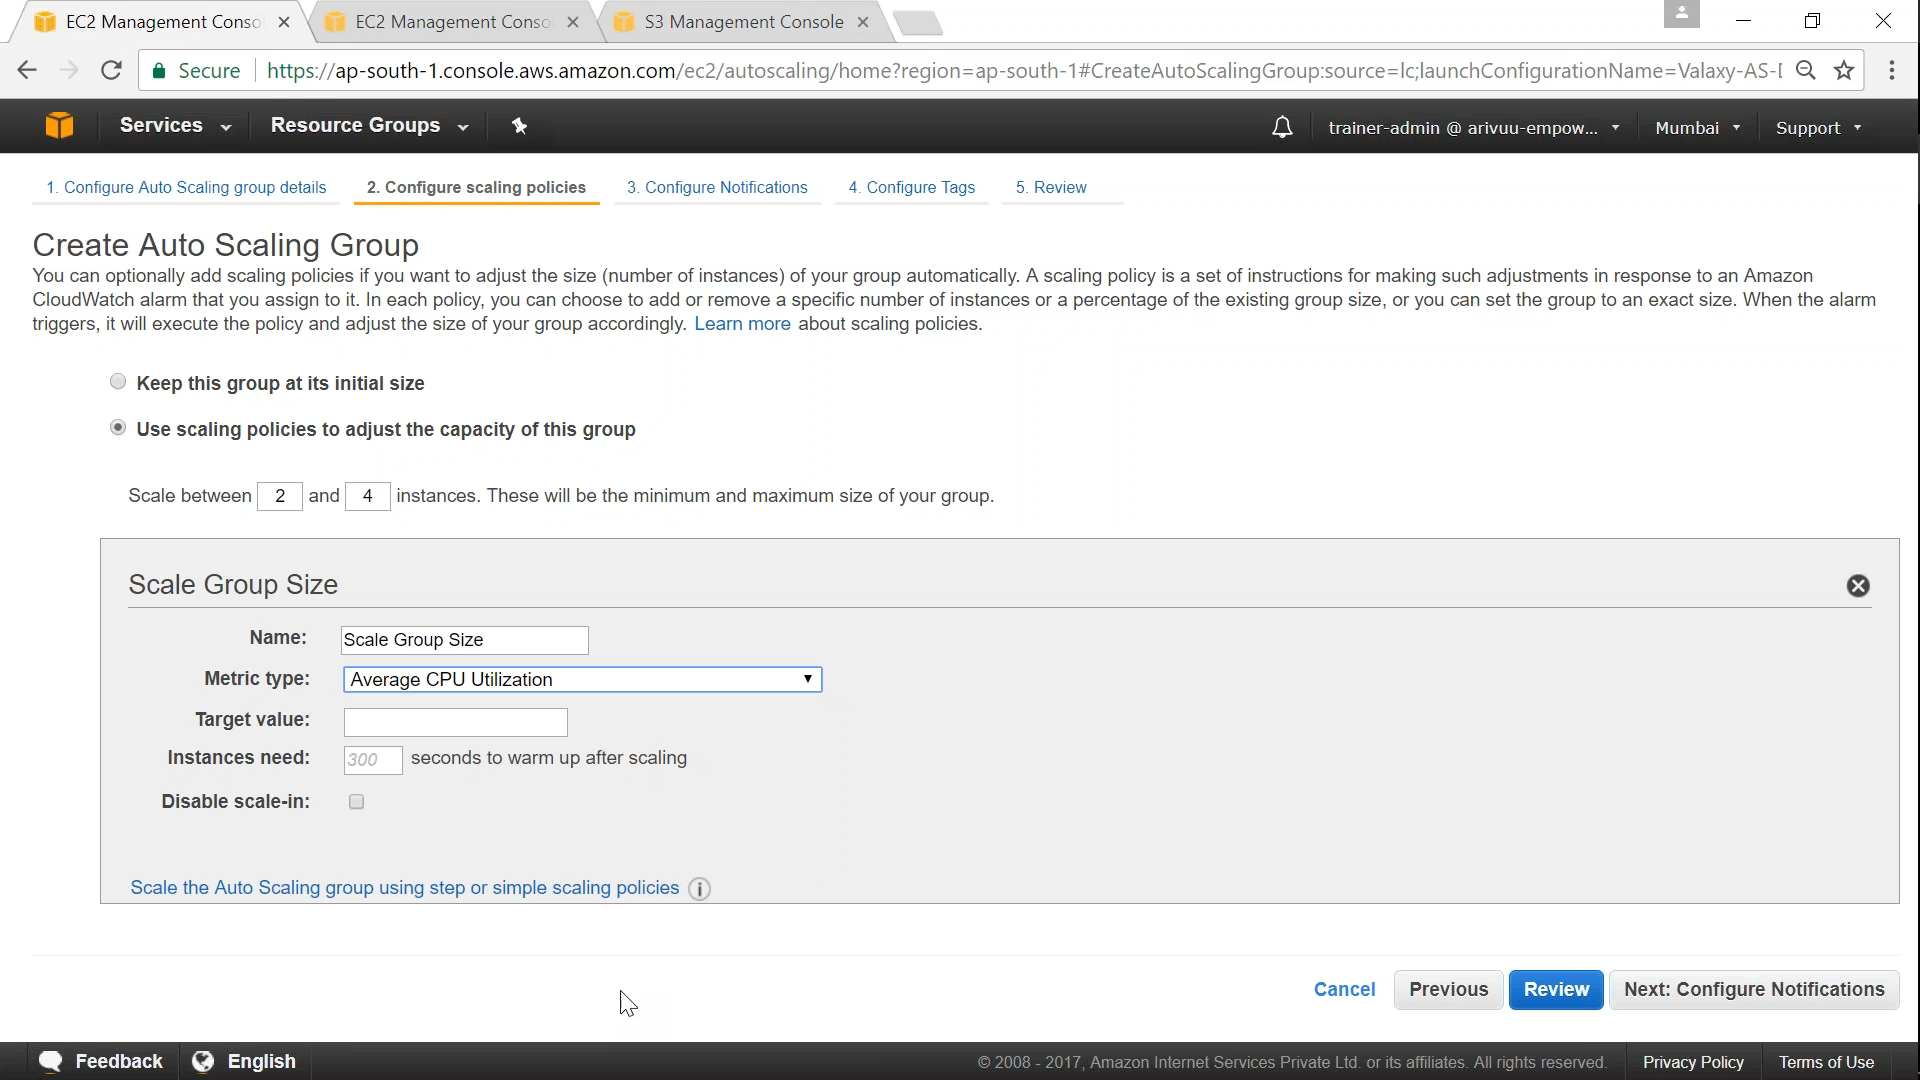 EC2 Management Conso
EC2 Management Conso
S3 Management Console
Secure https://ap-south-1.console.aws.amazon.com/ec2/autoscaling/home?region=ap-south-1#CreateAutoScalingGroup:source=lc;launchConfigurationName=Valaxy-AS-
Services Resource Groups trainer-admin @ arivuu-empow... Mumbai Support
1. Configure Auto Scaling group details 2. Configure scaling policies 3. Configure Notifications 4. Configure Tags 5. Review
Create Auto Scaling Group
You can optionally add scaling policies if you want to adjust the size (number of instances) of your group automatically. A scaling policy is a set of instructions for making such adjustments in response to an Amazon
CloudWatch alarm that you assign to it. In each policy, you can choose to add or remove a specific number of instances or a percentage of the existing group size, or you can set the group to an exact size. When the alarm
triggers, it will execute the policy and adjust the size of your group accordingly. Learn more about scaling policies.
Keep this group at its initial size
Use scaling policies to adjust the capacity of this group
Scale between 2 and 4 instances. These will be the minimum and maximum size of your group.
Scale Group Size
Name: Scale Group Size
Metric type: Average CPU Utilization
Target value:
Instances need: 300 seconds to warm up after scaling
Disable scale-in:
Scale the Auto Scaling group using step or simple scaling policies i
Cancel Previous Review Next: Configure Notifications
Feedback English © 2008 - 2017, Amazon Internet Services Private Ltd. or its affiliates. All rights reserved. Privacy Policy Terms of Use